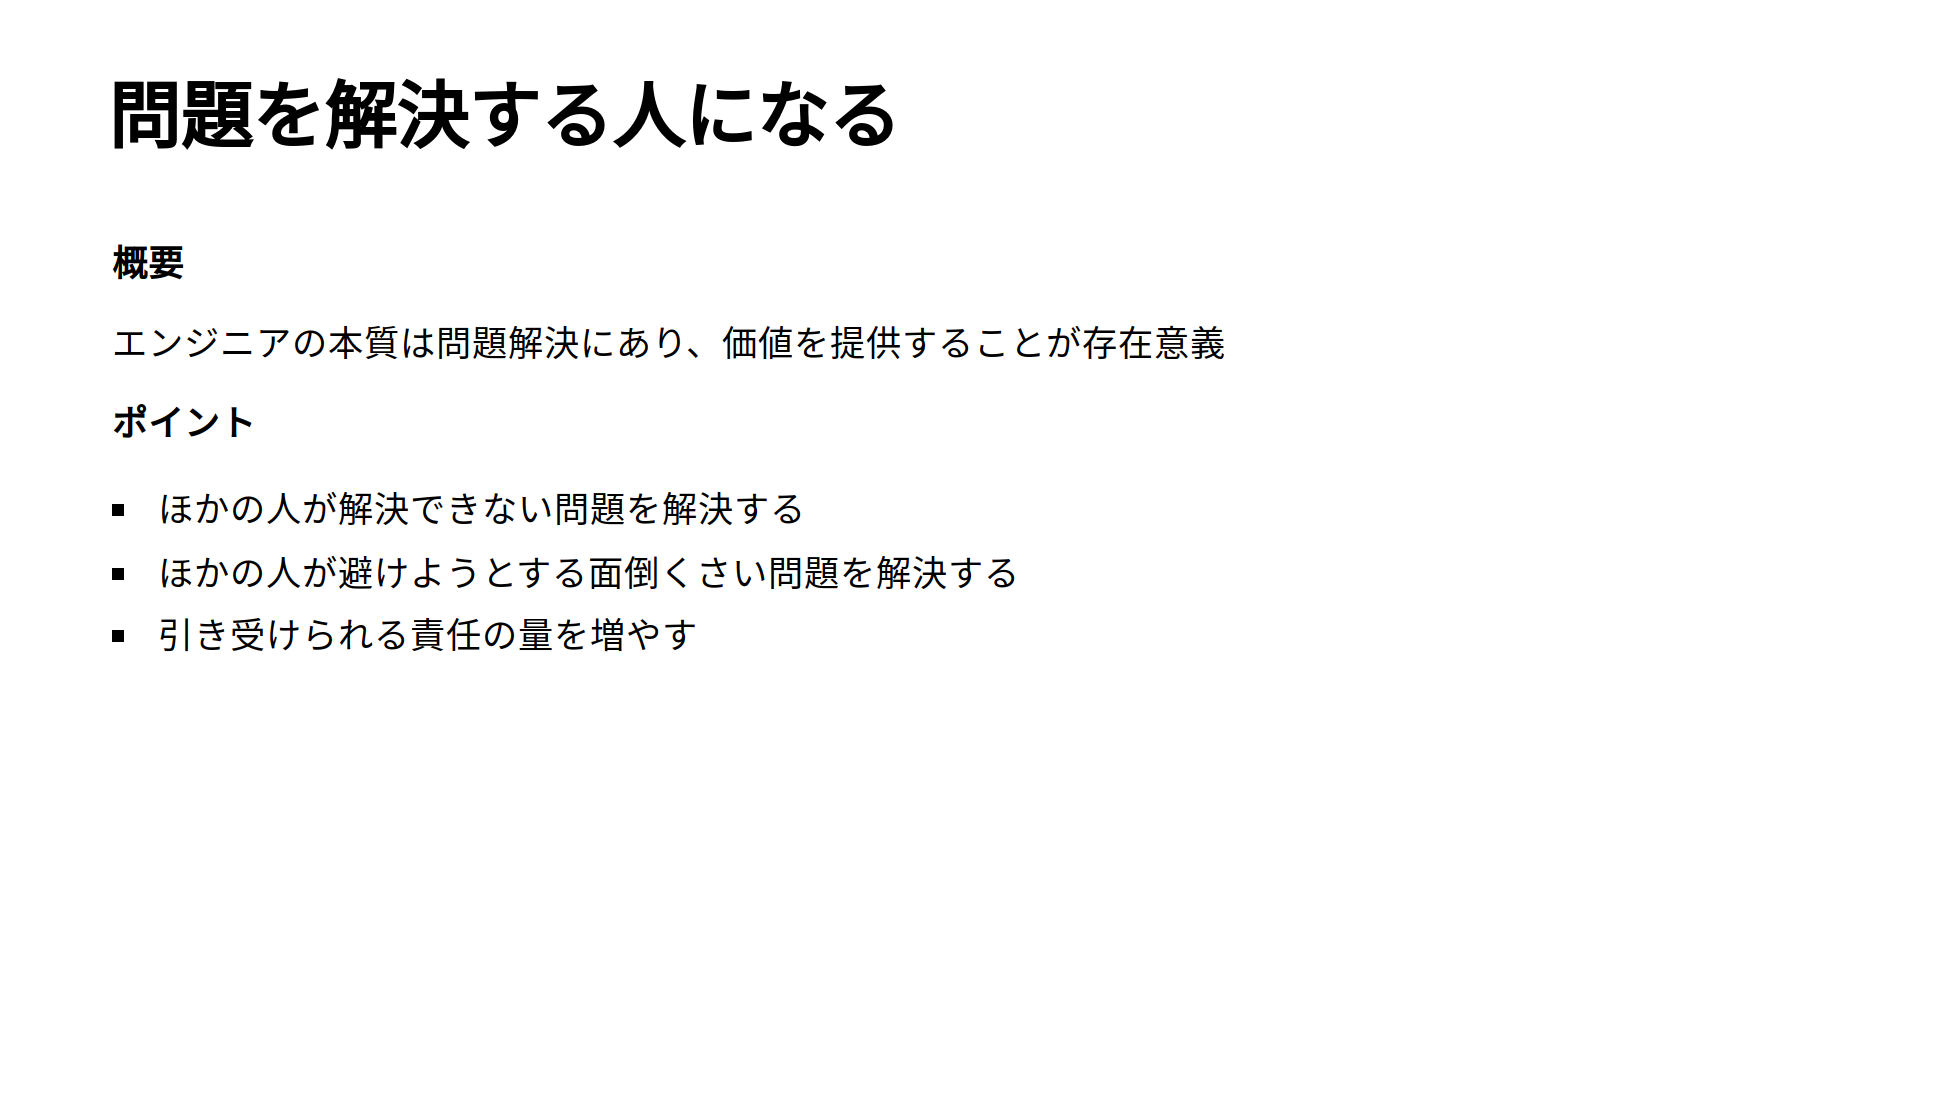 問題を解決する人になる
概要
エンジニアの本質は問題解決にあり、価値を提供することが存在意義
ポイント
▪ ほかの人が解決できない問題を解決する
▪ ほかの人が避けようとする面倒くさい問題を解決する
▪ 引き受けられる責任の量を増やす